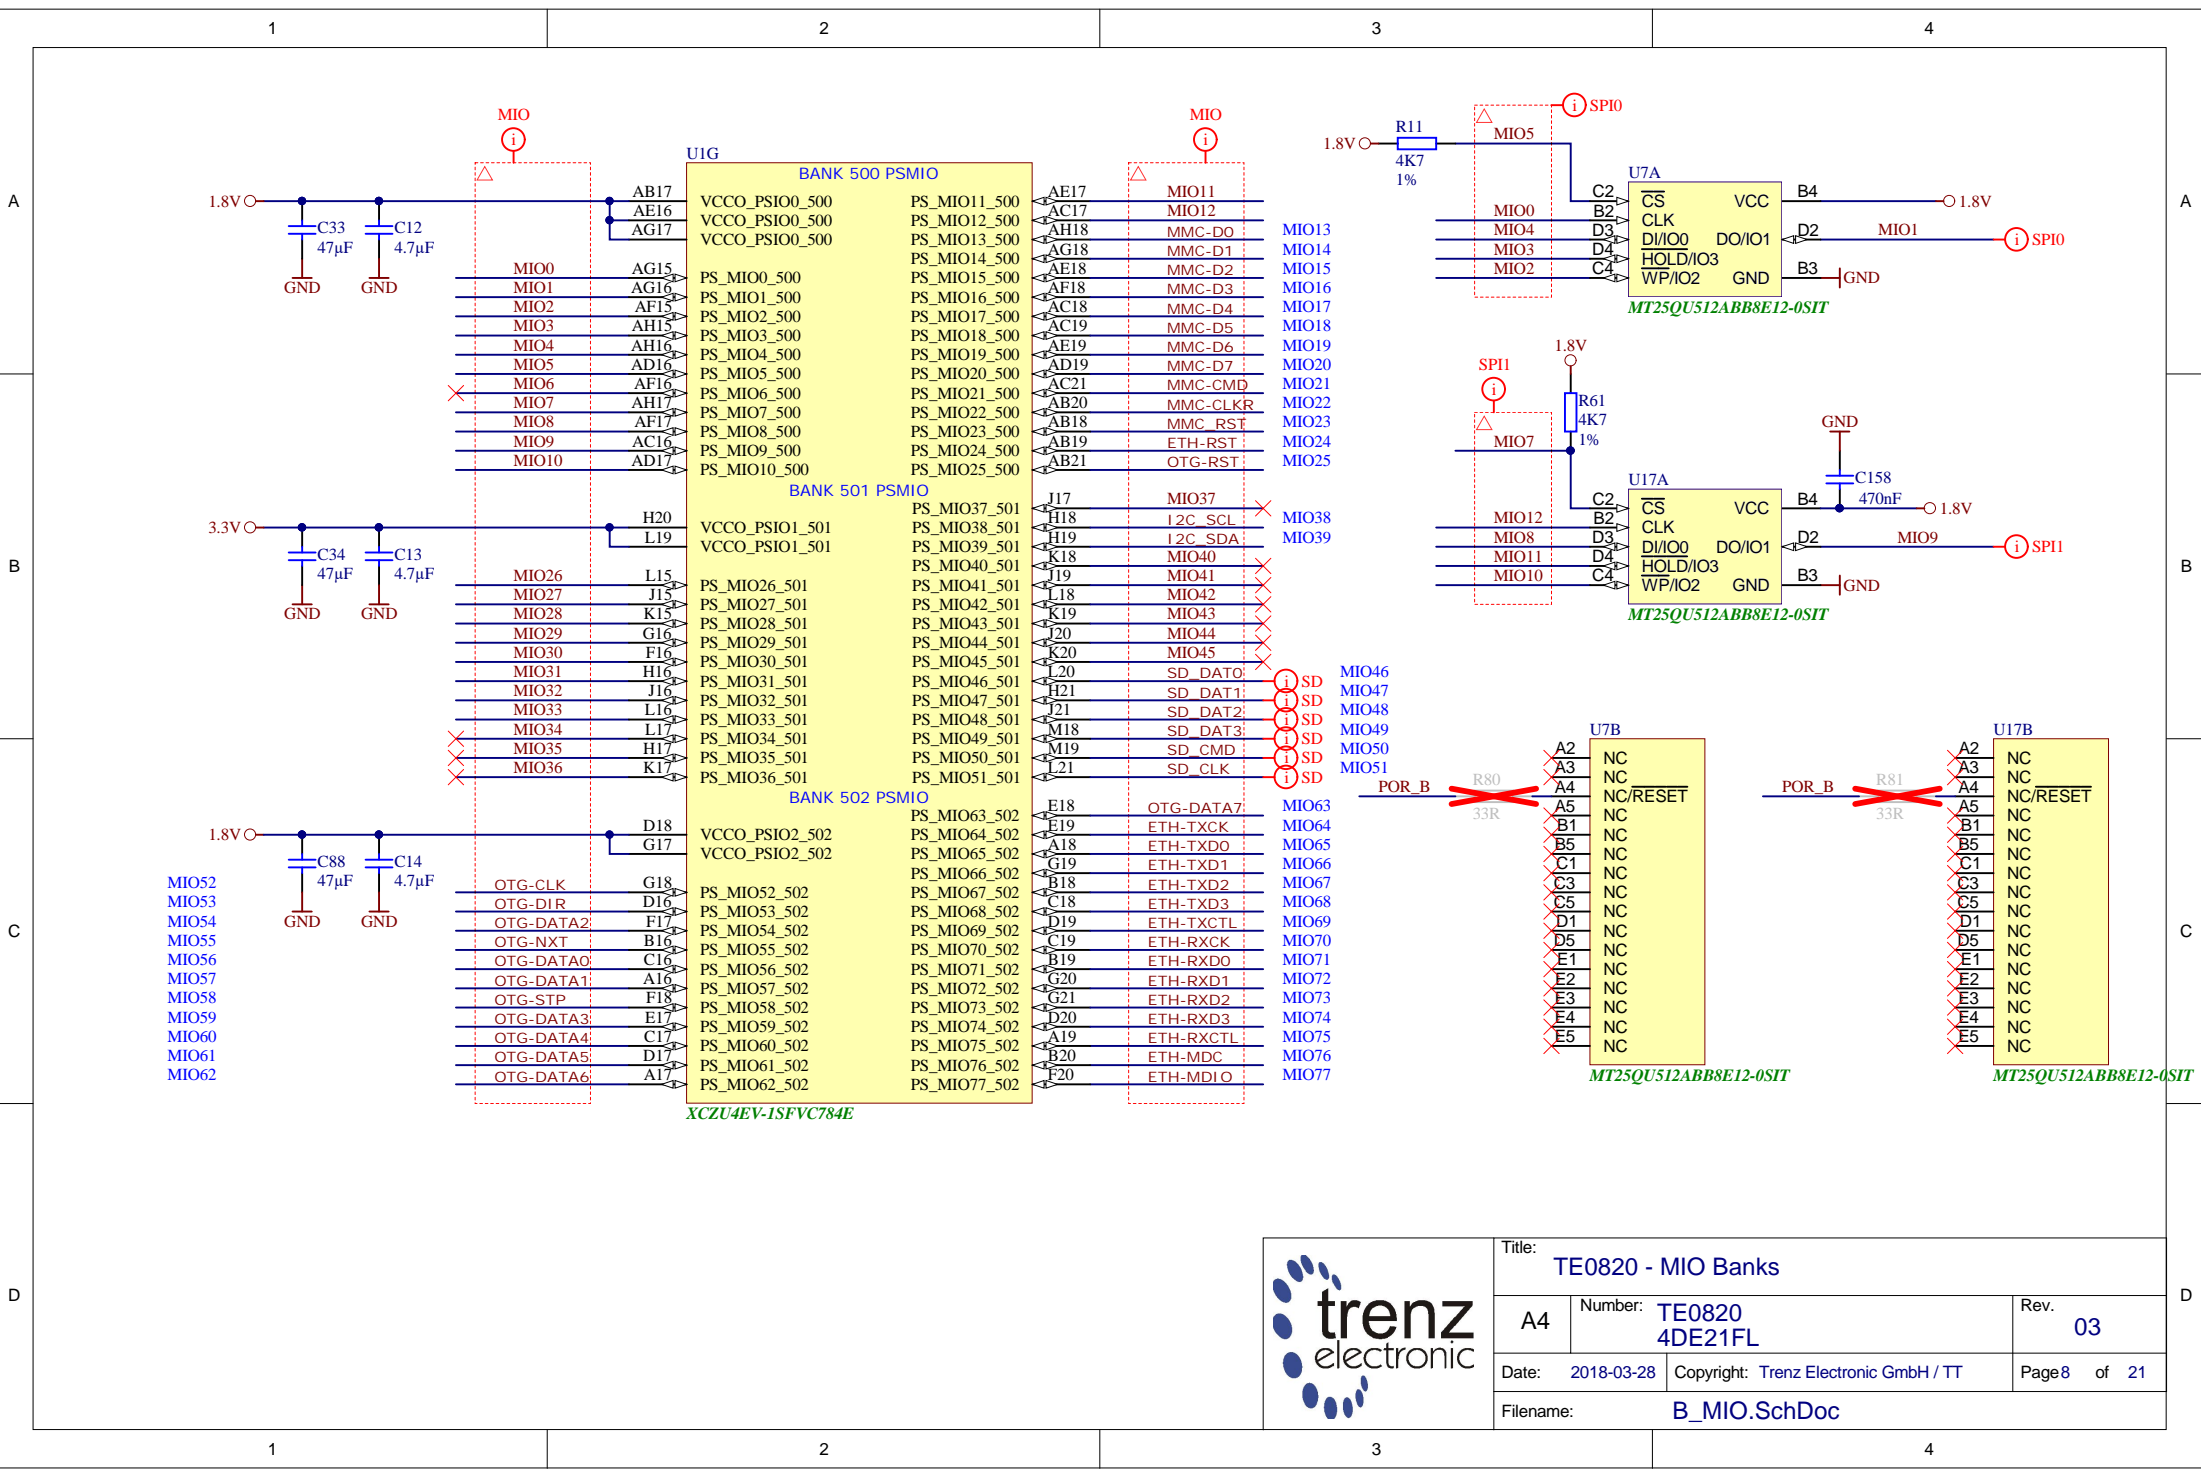 1 2 3 4
A A
B B
C C
D D
1 2 3 4
MIO
MIO
U1G
BANK 500 PSMIO
1.8V
C33
47µF
GND
C12
4.7µF
GND
AB17 VCCO_PSIO0_500
AE16 VCCO_PSIO0_500
AG17 VCCO_PSIO0_500
MIO0 AG15 PS_MIO0_500
MIO1 AG16 PS_MIO1_500
MIO2 AF15 PS_MIO2_500
MIO3 AH15 PS_MIO3_500
MIO4 AH16 PS_MIO4_500
MIO5 AD16 PS_MIO5_500
MIO6 AF16 PS_MIO6_500
MIO7 AH17 PS_MIO7_500
MIO8 AF17 PS_MIO8_500
MIO9 AC16 PS_MIO9_500
MIO10 AD17 PS_MIO10_500
PS_MIO11_500 AE17 MIO11
PS_MIO12_500 AC17 MIO12
PS_MIO13_500 AH18 MMC-D0 MIO13
PS_MIO14_500 AG18 MMC-D1 MIO14
PS_MIO15_500 AE18 MMC-D2 MIO15
PS_MIO16_500 AF18 MMC-D3 MIO16
PS_MIO17_500 AC18 MMC-D4 MIO17
PS_MIO18_500 AC19 MMC-D5 MIO18
PS_MIO19_500 AE19 MMC-D6 MIO19
PS_MIO20_500 AD19 MMC-D7 MIO20
PS_MIO21_500 AC21 MMC-CMD MIO21
PS_MIO22_500 AB20 MMC-CLKR MIO22
PS_MIO23_500 AB18 MMC_RST MIO23
PS_MIO24_500 AB19 ETH-RST MIO24
PS_MIO25_500 AB21 OTG-RST MIO25
BANK 501 PSMIO
3.3V
C34
47µF
GND
C13
4.7µF
GND
H20 VCCO_PSIO1_501
L19 VCCO_PSIO1_501
MIO26 L15 PS_MIO26_501
MIO27 J15 PS_MIO27_501
MIO28 K15 PS_MIO28_501
MIO29 G16 PS_MIO29_501
MIO30 F16 PS_MIO30_501
MIO31 H16 PS_MIO31_501
MIO32 J16 PS_MIO32_501
MIO33 L16 PS_MIO33_501
MIO34 L17 PS_MIO34_501
MIO35 H17 PS_MIO35_501
MIO36 K17 PS_MIO36_501
PS_MIO37_501 J17 MIO37
PS_MIO38_501 H18 I2C_SCL MIO38
PS_MIO39_501 H19 I2C_SDA MIO39
PS_MIO40_501 K18 MIO40
PS_MIO41_501 J19 MIO41
PS_MIO42_501 L18 MIO42
PS_MIO43_501 K19 MIO43
PS_MIO44_501 J20 MIO44
PS_MIO45_501 K20 MIO45
PS_MIO46_501 L20 SD_DAT0 i SD MIO46
PS_MIO47_501 H21 SD_DAT1 i SD MIO47
PS_MIO48_501 J21 SD_DAT2 i SD MIO48
PS_MIO49_501 M18 SD_DAT3 i SD MIO49
PS_MIO50_501 M19 SD_CMD i SD MIO50
PS_MIO51_501 L21 SD_CLK i SD MIO51
BANK 502 PSMIO
1.8V
C88
47µF
GND
C14
4.7µF
GND
D18 VCCO_PSIO2_502
G17 VCCO_PSIO2_502
MIO52 OTG-CLK G18 PS_MIO52_502
MIO53 OTG-DIR D16 PS_MIO53_502
MIO54 OTG-DATA2 F17 PS_MIO54_502
MIO55 OTG-NXT B16 PS_MIO55_502
MIO56 OTG-DATA0 C16 PS_MIO56_502
MIO57 OTG-DATA1 A16 PS_MIO57_502
MIO58 OTG-STP F18 PS_MIO58_502
MIO59 OTG-DATA3 E17 PS_MIO59_502
MIO60 OTG-DATA4 C17 PS_MIO60_502
MIO61 OTG-DATA5 D17 PS_MIO61_502
MIO62 OTG-DATA6 A17 PS_MIO62_502
PS_MIO63_502 E18 OTG-DATA7 MIO63
PS_MIO64_502 E19 ETH-TXCK MIO64
PS_MIO65_502 A18 ETH-TXD0 MIO65
PS_MIO66_502 G19 ETH-TXD1 MIO66
PS_MIO67_502 B18 ETH-TXD2 MIO67
PS_MIO68_502 C18 ETH-TXD3 MIO68
PS_MIO69_502 D19 ETH-TXCTL MIO69
PS_MIO70_502 C19 ETH-RXCK MIO70
PS_MIO71_502 B19 ETH-RXD0 MIO71
PS_MIO72_502 G20 ETH-RXD1 MIO72
PS_MIO73_502 G21 ETH-RXD2 MIO73
PS_MIO74_502 D20 ETH-RXD3 MIO74
PS_MIO75_502 A19 ETH-RXCTL MIO75
PS_MIO76_502 B20 ETH-MDC MIO76
PS_MIO77_502 F20 ETH-MDIO MIO77
XCZU4EV-1SFVC784E
i SPI0
1.8V R11 MIO5
4K7
1%
U7A
C2 CS VCC B4 1.8V
MIO0 B2 CLK
MIO4 D3 DI/IO0 DO/IO1 D2 MIO1 i SPI0
MIO3 D4 HOLD/IO3
MIO2 C4 WP/IO2 GND B3 GND
MT25QU512ABB8E12-0SIT
1.8V
SPI1
i
R61
4K7
1%
MIO7
GND
C158
470nF
U17A
C2 CS VCC B4 1.8V
MIO12 B2 CLK
MIO8 D3 DI/IO0 DO/IO1 D2 MIO9 i SPI1
MIO11 D4 HOLD/IO3
MIO10 C4 WP/IO2 GND B3 GND
MT25QU512ABB8E12-0SIT
U7B
A2 NC
A3 NC
POR_B R80 33R A4 NC/RESET
A5 NC
B1 NC
B5 NC
C1 NC
C3 NC
C5 NC
D1 NC
D5 NC
E1 NC
E2 NC
E3 NC
E4 NC
E5 NC
MT25QU512ABB8E12-0SIT
U17B
A2 NC
A3 NC
POR_B R81 33R A4 NC/RESET
A5 NC
B1 NC
B5 NC
C1 NC
C3 NC
C5 NC
D1 NC
D5 NC
E1 NC
E2 NC
E3 NC
E4 NC
E5 NC
MT25QU512ABB8E12-0SIT
trenz
electronic
Title:
TE0820 - MIO Banks
A4 Number: TE0820
4DE21FL
Rev.
03
Date: 2018-03-28 Copyright: Trenz Electronic GmbH / TT Page 8 of 21
Filename: B_MIO.SchDoc